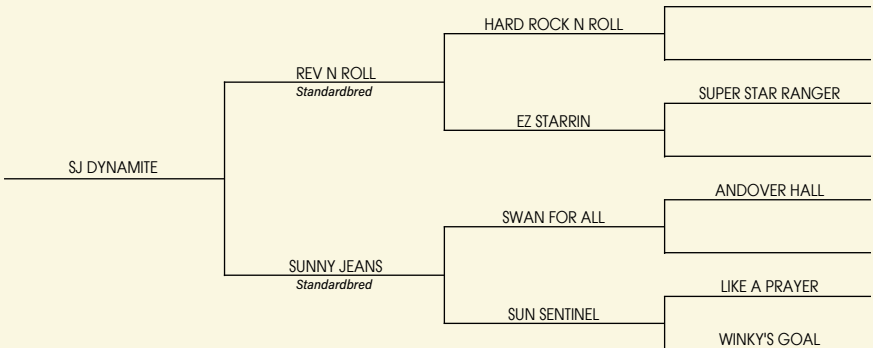 HARD ROCK N ROLL
REV N ROLL
Standardbred
SUPER STAR RANGER
EZ STARRIN
SJ DYNAMITE
ANDOVER HALL
SWAN FOR ALL
SUNNY JEANS
Standardbred
LIKE A PRAYER
SUN SENTINEL
WINKY'S GOAL